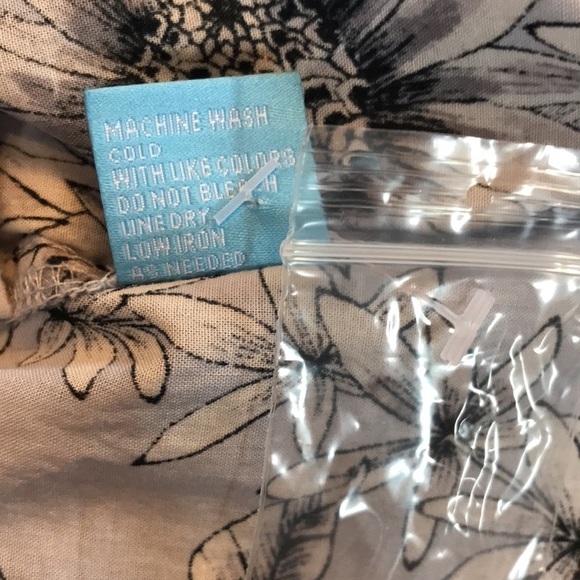 MACHINE WASH
COLD
WITH LIKE COLORS
DO NOT BLEACH
LINE DRY
LOW IRON
AS NEEDED